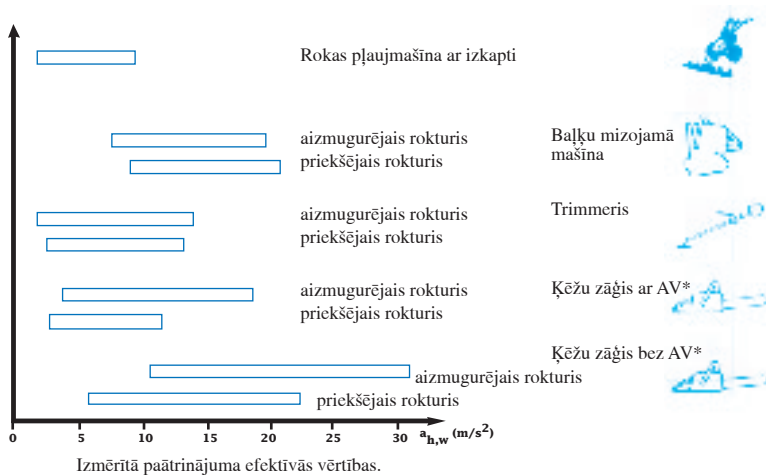 Rokas pļaujmašīna ar izkapti
aizmugurējais rokturis
priekšējais rokturis
Baļķu mizojamā
mašīna
aizmugurējais rokturis
priekšējais rokturis
Trimmeris
aizmugurējais rokturis
priekšējais rokturis
Ķēžu zāģis ar AV*
Ķēžu zāģis bez AV*
aizmugurējais rokturis
priekšējais rokturis
0 5 10 15 20 25 30 a h,w (m/s²)
Izmērītā paātrinājuma efektīvās vērtības.